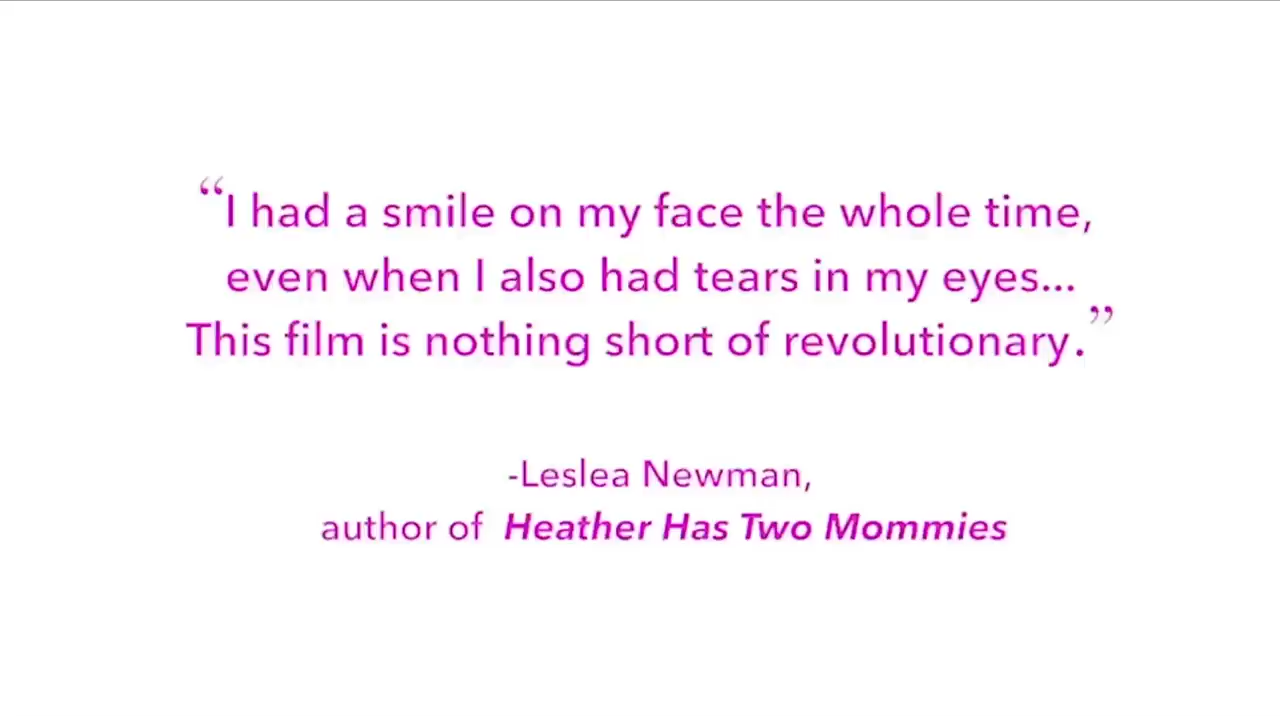 “I had a smile on my face the whole time,
even when I also had tears in my eyes...
This film is nothing short of revolutionary.”
-Leslea Newman,
author of Heather Has Two Mommies